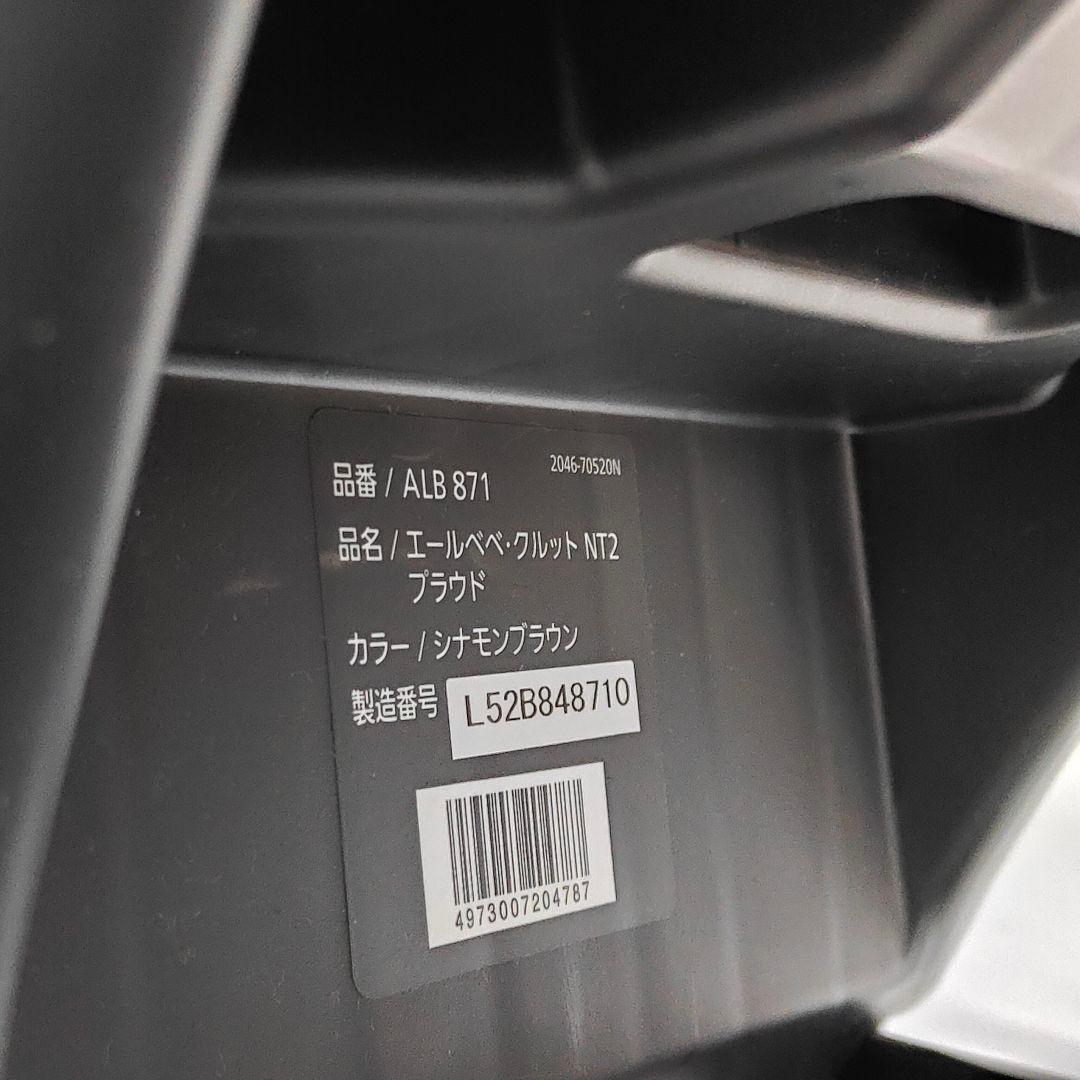 2046-70520N
品番 / ALB 871
品名 / エールベベ・クルット NT2
プラウド
カラー / シナモンブラウン
製造番号 L52B848710
4973007204787